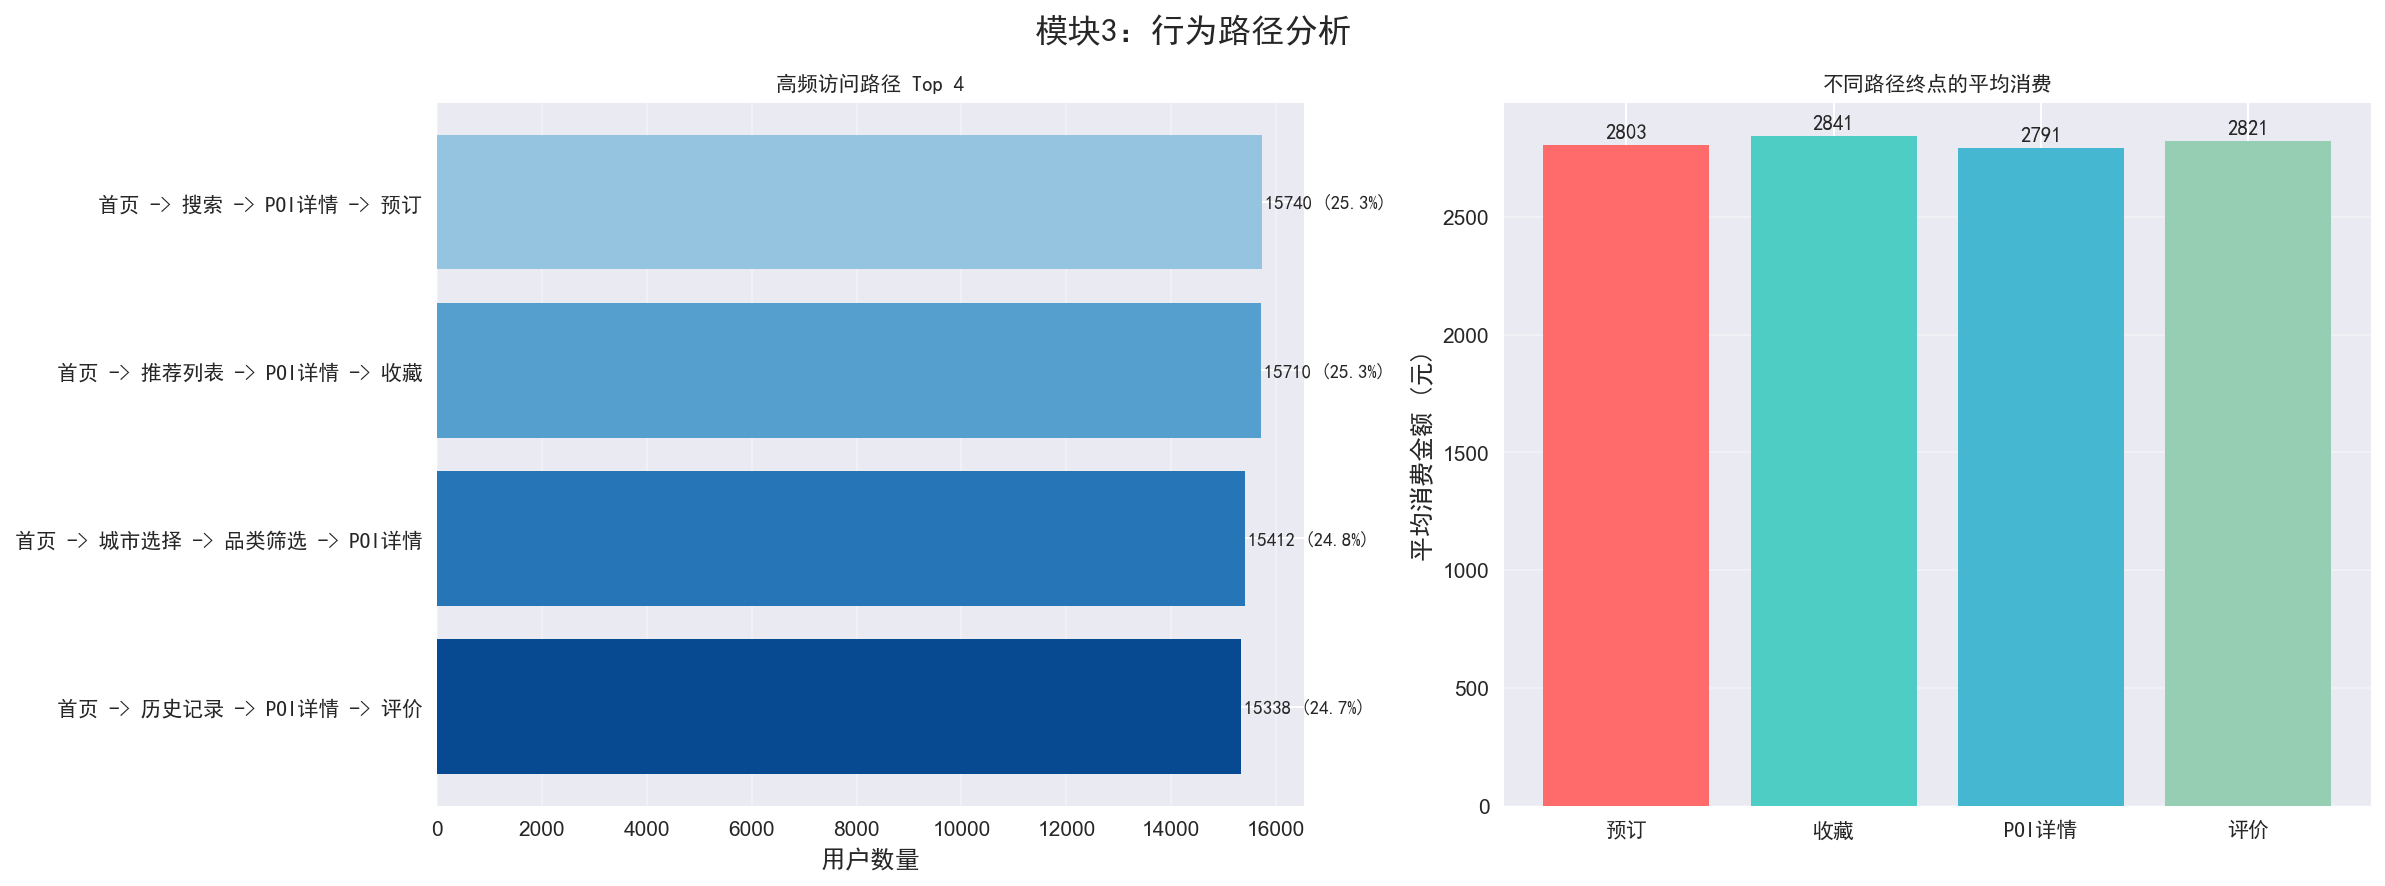 模块3：行为路径分析
高频访问路径 Top 4
首页 -> 搜索 -> POI详情 -> 预订
15740 (25.3%)
首页 -> 推荐列表 -> POI详情 -> 收藏
15710 (25.3%)
首页 -> 城市选择 -> 品类筛选 -> POI详情
15412 (24.8%)
首页 -> 历史记录 -> POI详情 -> 评价
15338 (24.7%)
0 2000 4000 6000 8000 10000 12000 14000 16000
用户数量
不同路径终点的平均消费
平均消费金额 (元)
2500
2000
1500
1000
500
0
2803 2841 2791 2821
预订 收藏 POI详情 评价